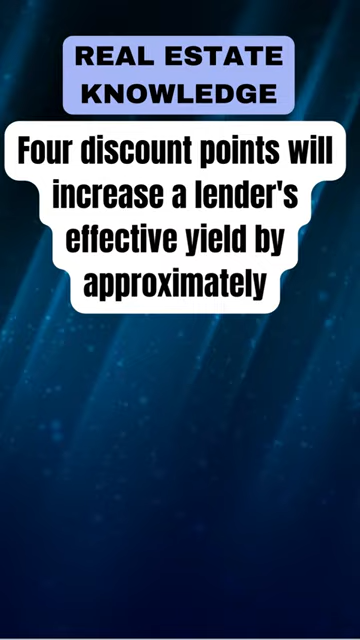 REAL ESTATE
KNOWLEDGE
Four discount points will
increase a lender's
effective yield by
approximately